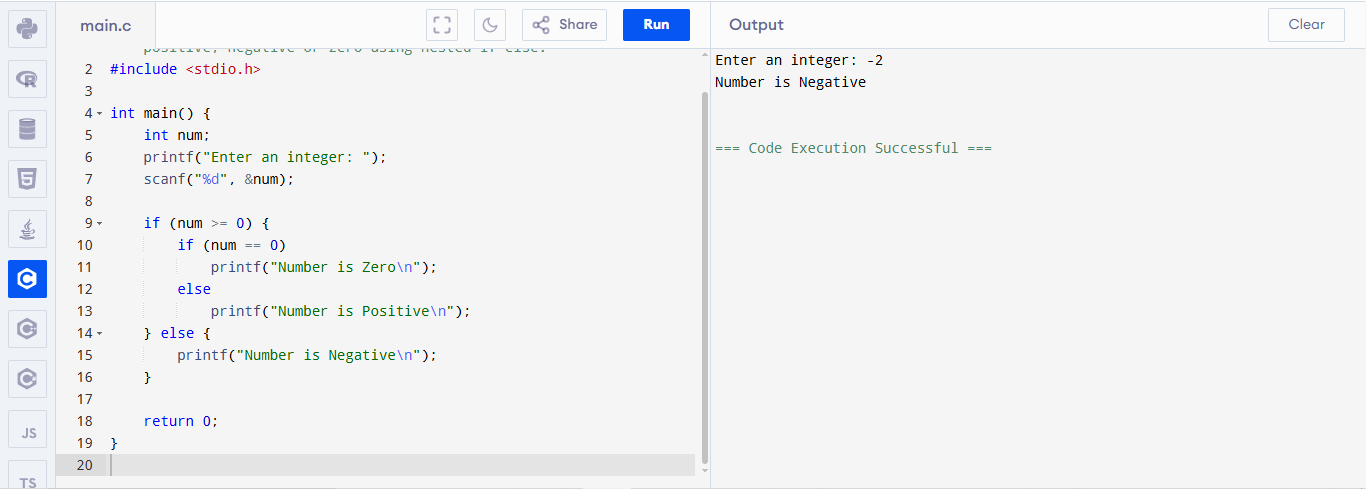 main.c
Share
Run
Output
Clear
positive, negative or zero using nested if else.
2 #include <stdio.h>
3
4 int main() {
5 int num;
6 printf("Enter an integer: ");
7 scanf("%d", &num);
8
9 if (num >= 0) {
10 if (num == 0)
11 printf("Number is Zero\n");
12 else
13 printf("Number is Positive\n");
14 } else {
15 printf("Number is Negative\n");
16 }
17
18 return 0;
19 }
20
JS
TS
Enter an integer: -2
Number is Negative
=== Code Execution Successful ===